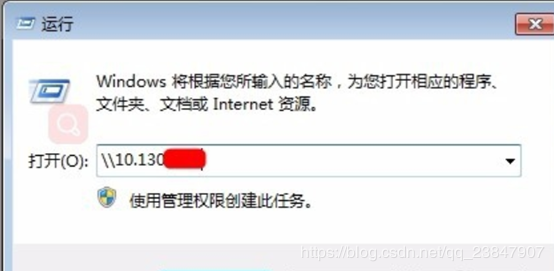 运行
Windows 将根据您所输入的名称，为您打开相应的程序、
文件夹、文档或 Internet 资源。
打开(O): \\10.130
使用管理权限创建此任务。
https://blog.csdn.net/qq_23847907